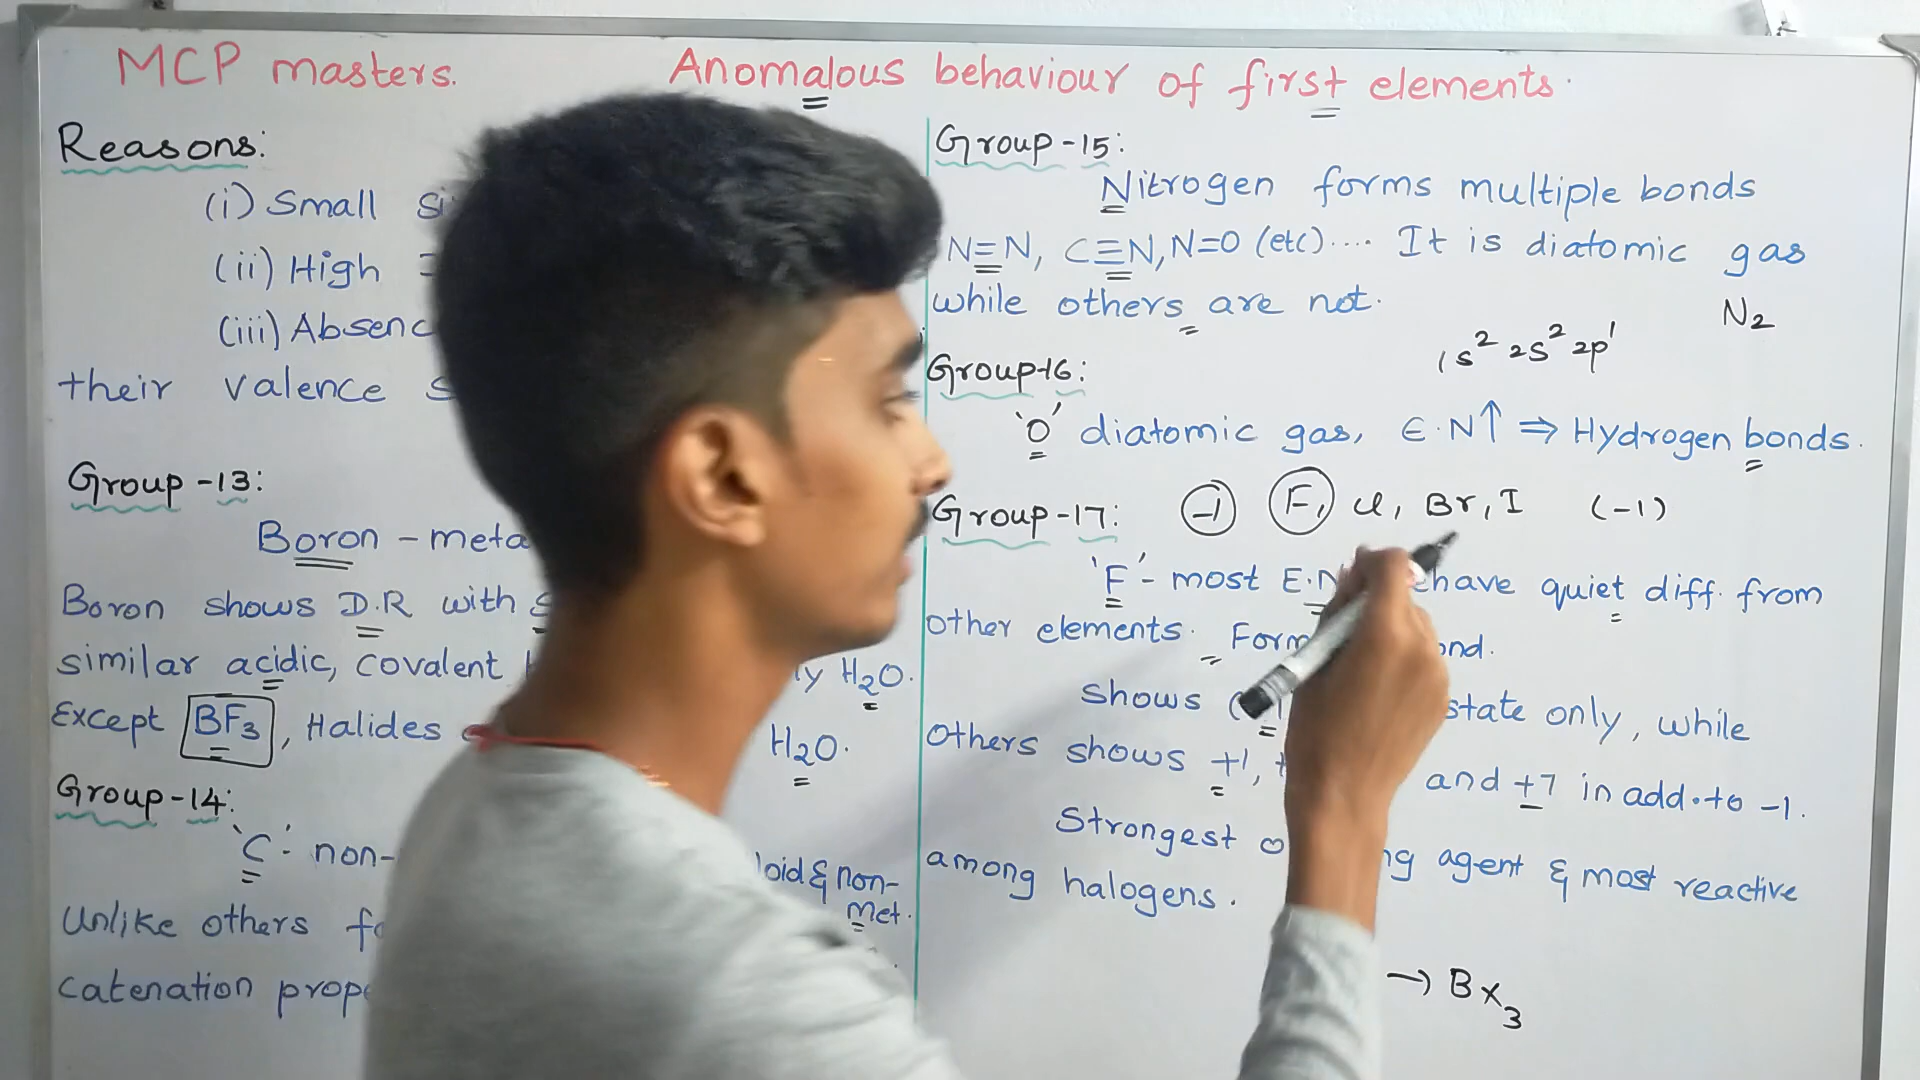 MCP masters. Anomalous behaviour of first elements.
Reasons:
(i) Small
(ii) High
(iii) Absenc
their valence
Group-13:
Boron - meta
Boron shows D.R with
similar acidic, covalent
ly H2O.
Except BF3, Halides
H2O.
Group-14:
'C'- non-
loid & non-
Met.
Unlike others
catenation prop
Group-15:
Nitrogen forms multiple bonds
N≡N, C≡N, N=O (etc).... It is diatomic gas
while others are not.
N2
1s2 2s2 2p1
Group-16:
'O' diatomic gas, E.N↑ ⇒ Hydrogen bonds.
Group-17: -1 F, Cl, Br, I (-1)
'F'- most E.N ehave quiet diff. from
other elements. Form ond.
shows state only, while
others shows +1, and +7 in add.to -1.
Strongest ng agent & most reactive
among halogens.
→ BX3